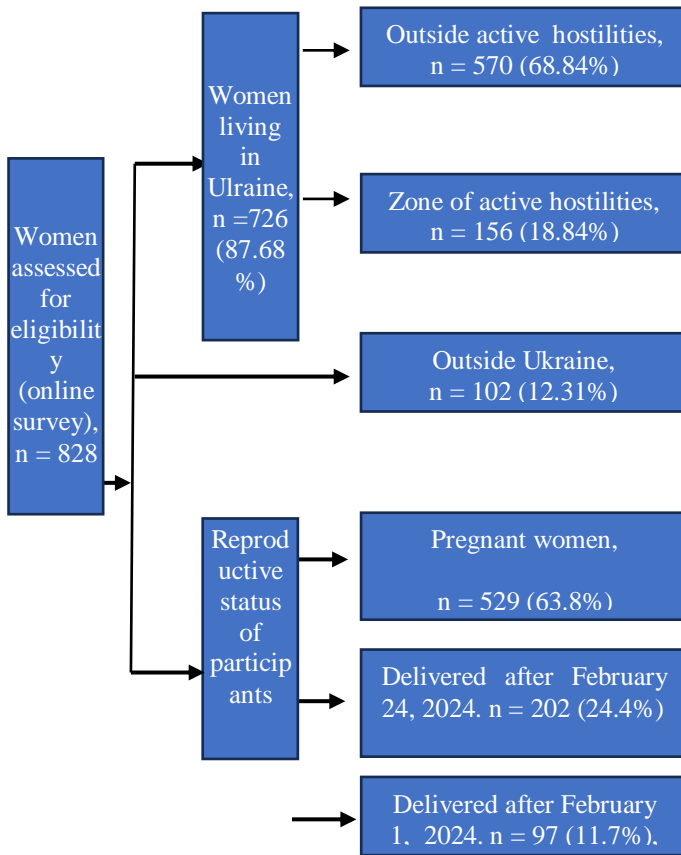 Women
assessed
for
eligibilit
y
(online
survey),
n = 828
Women
living
in
Ulraine,
n =726
(87.68
%)
Outside active hostilities,
n = 570 (68.84%)
Zone of active hostilities,
n = 156 (18.84%)
Outside Ukraine,
n = 102 (12.31%)
Reprod
uctive
status
of
particip
ants
Pregnant women,
n = 529 (63.8%)
Delivered after February
24, 2024. n = 202 (24.4%)
Delivered after February
1, 2024. n = 97 (11.7%),